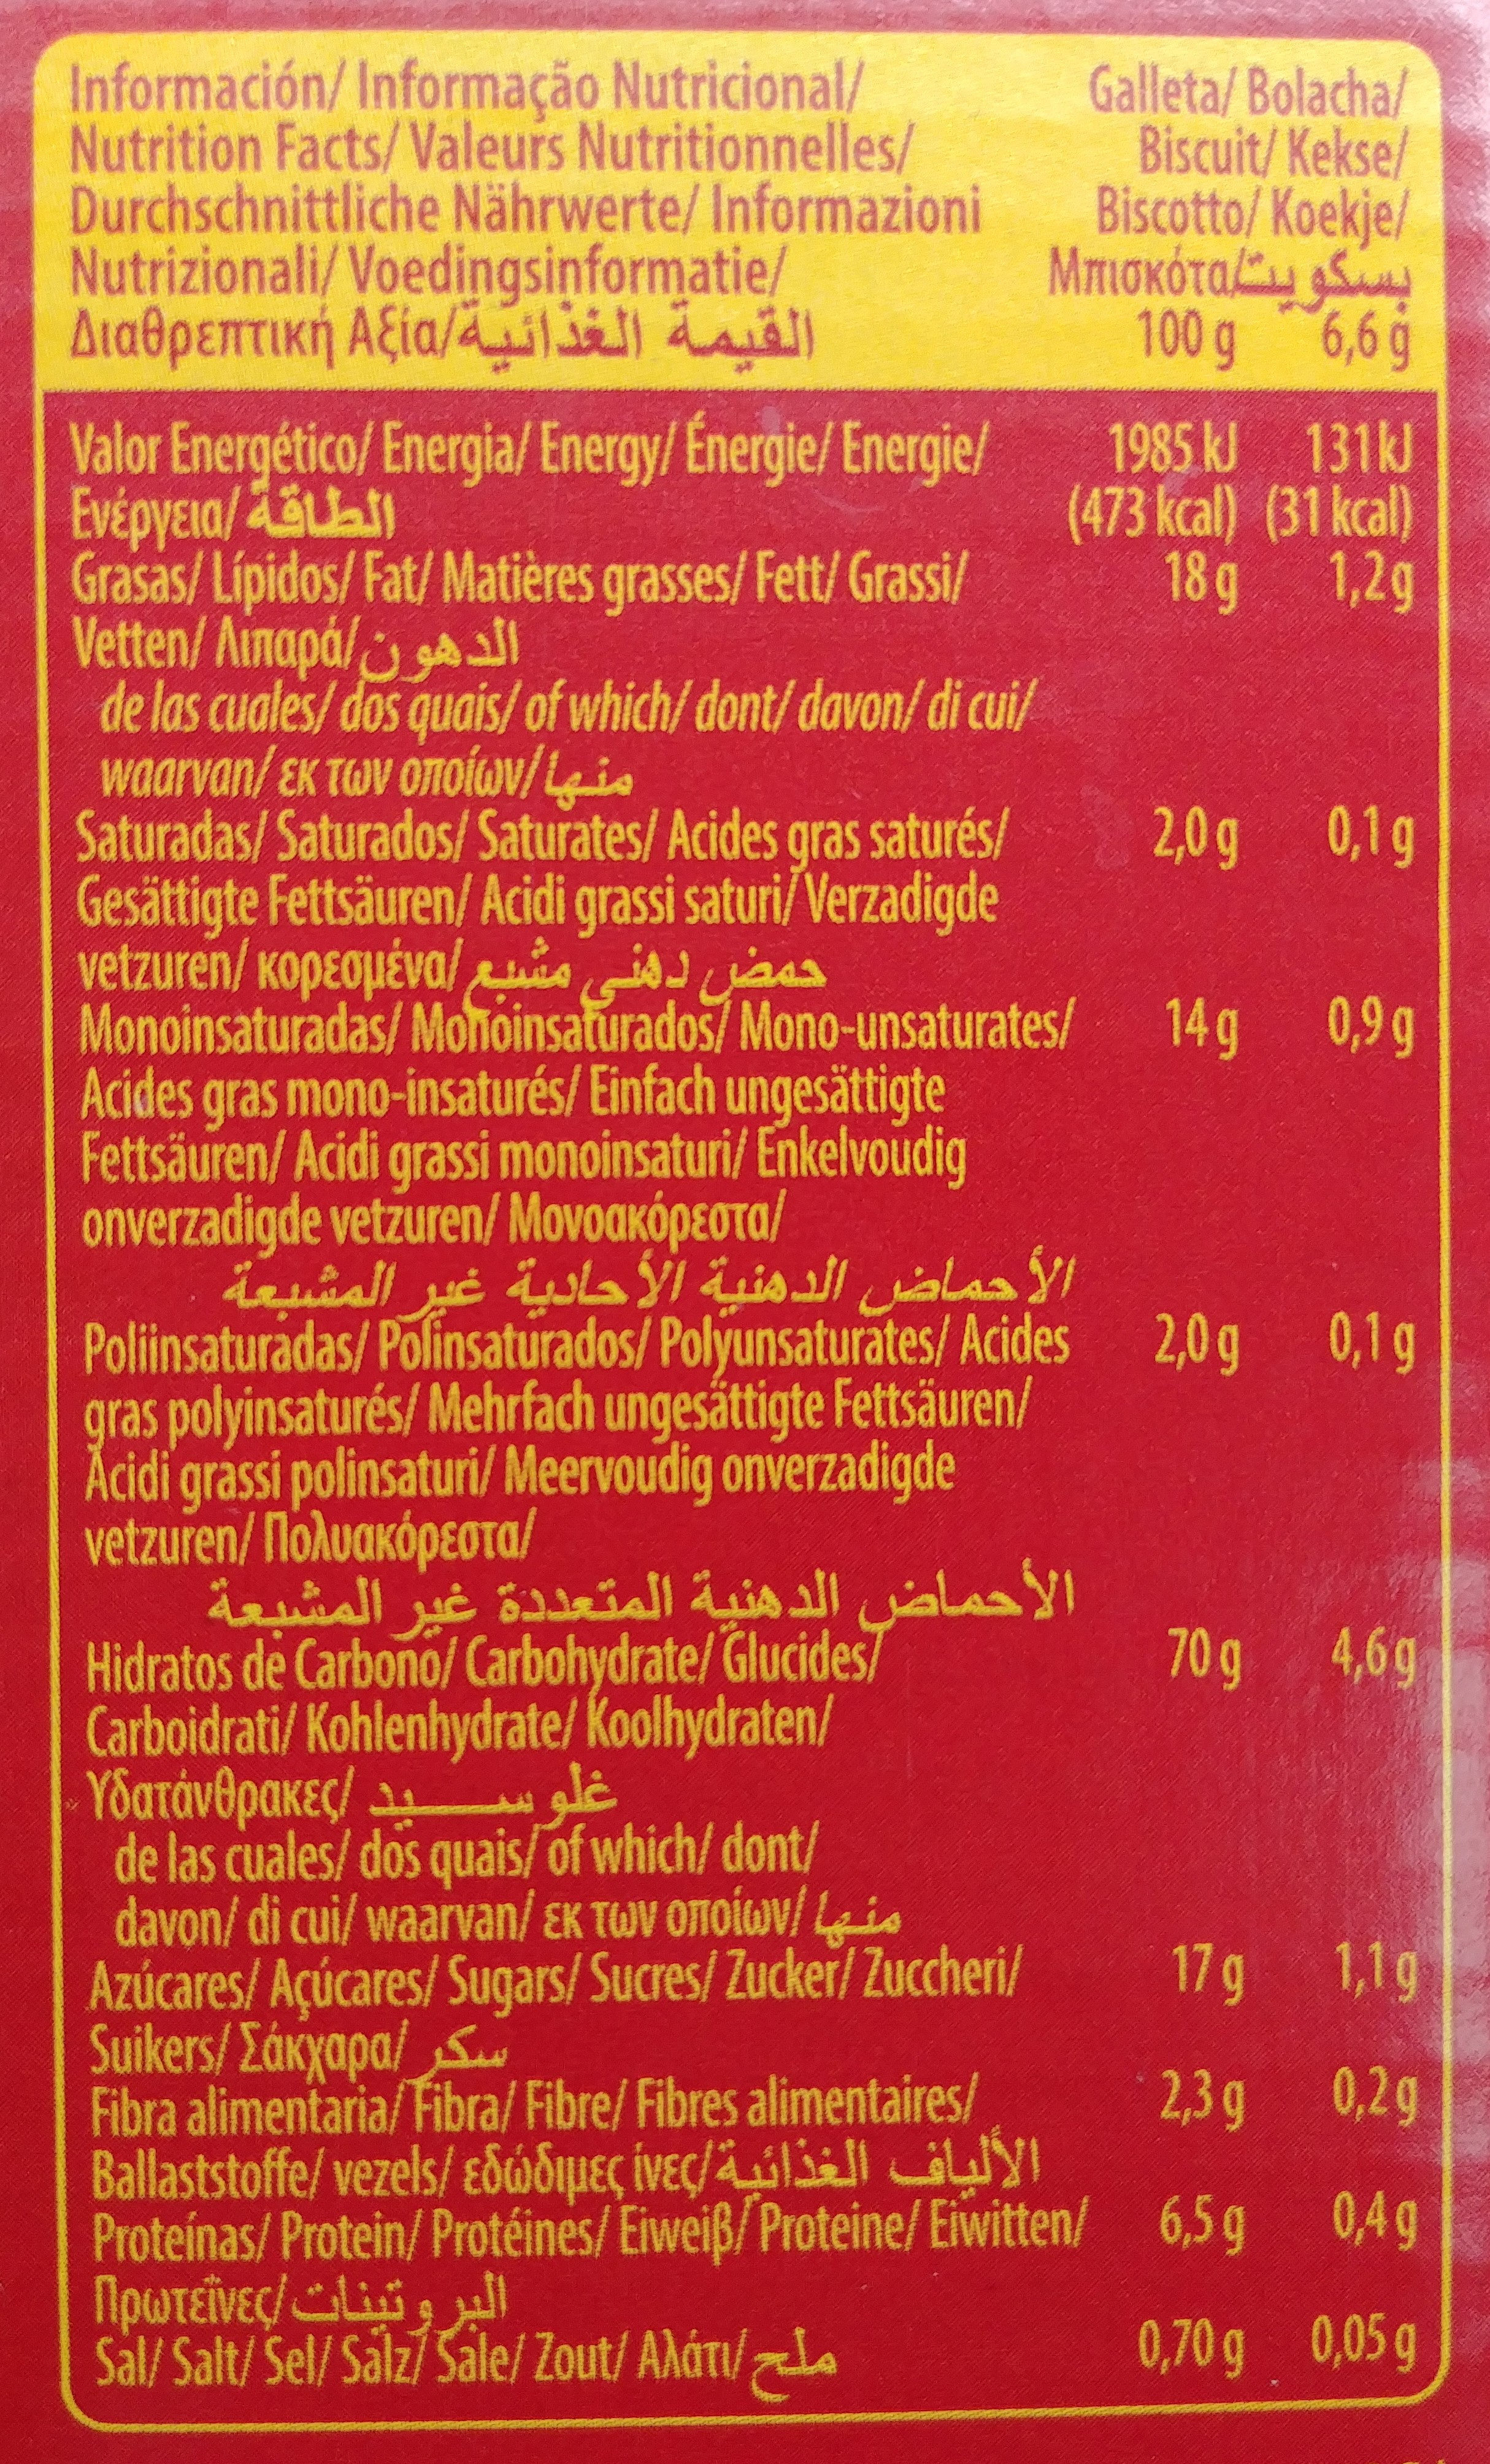 Información/ Informação Nutricional/
Nutrition Facts/ Valeurs Nutritionnelles/
Durchschnittliche Nährwerte/ Informazioni
Nutrizionali/ Voedingsinformatie/
Διαθρεπτική Αξία/القيمة الغذائية
Galleta/ Bolacha/
Biscuit/ Kekse/
Biscotto/ Koekje/
Μπισκότα/بسكويت
100 g 6,6 g
Valor Energético/ Energia/ Energy/ Énergie/ Energie/ 1985 kJ 131 kJ
Ενέργεια/ الطاقة (473 kcal) (31 kcal)
Grasas/ Lípidos/ Fat/ Matières grasses/ Fett/ Grassi/ 18 g 1,2 g
Vetten/ Λιπαρά/الدهون
de las cuales/ dos quais/ of which/ dont/ davon/ di cui/
waarvan/ εκ των οποίων/منها
Saturadas/ Saturados/ Saturates/ Acides gras saturés/ 2,0 g 0,1 g
Gesättigte Fettsäuren/ Acidi grassi saturi/ Verzadigde
vetzuren/ κορεσμένα/ حمض دهني مشبع
Monoinsaturadas/ Monoinsaturados/ Mono-unsaturates/ 14 g 0,9 g
Acides gras mono-insaturés/ Einfach ungesättigte
Fettsäuren/ Acidi grassi monoinsaturi/ Enkelvoudig
onverzadigde vetzuren/ Μονοακόρεστα/
الأحماض الدهنية الأحادية غير المشبعة
Poliinsaturadas/ Polinsaturados/ Polyunsaturates/ Acides 2,0 g 0,1 g
gras polyinsaturés/ Mehrfach ungesättigte Fettsäuren/
Acidi grassi polinsaturi/ Meervoudig onverzadigde
vetzuren/ Πολυακόρεστα/
الأحماض الدهنية المتعددة غير المشبعة
Hidratos de Carbono/ Carbohydrate/ Glucides/ 70 g 4,6 g
Carboidrati/ Kohlenhydrate/ Koolhydraten/
Υδατάνθρακες/ غلوســــيد
de las cuales/ dos quais/ of which/ dont/
davon/ di cui/ waarvan/ εκ των οποίων/ منها
Azúcares/ Açúcares/ Sugars/ Sucres/ Zucker/ Zuccheri/ 17 g 1,1 g
Suikers/ Σάκχαρα/ سكر
Fibra alimentaria/ Fibra/ Fibre/ Fibres alimentaires/ 2,3 g 0,2 g
Ballaststoffe/ vezels/ εδώδιμες ίνες/الألياف الغذائية
Proteínas/ Protein/ Protéines/ Eiweiß/ Proteine/ Eiwitten/ 6,5 g 0,4 g
Πρωτεΐνες/البروتينات
Sal/ Salt/ Sel/ Salz/ Sale/ Zout/ Αλάτι/ملح 0,70 g 0,05 g